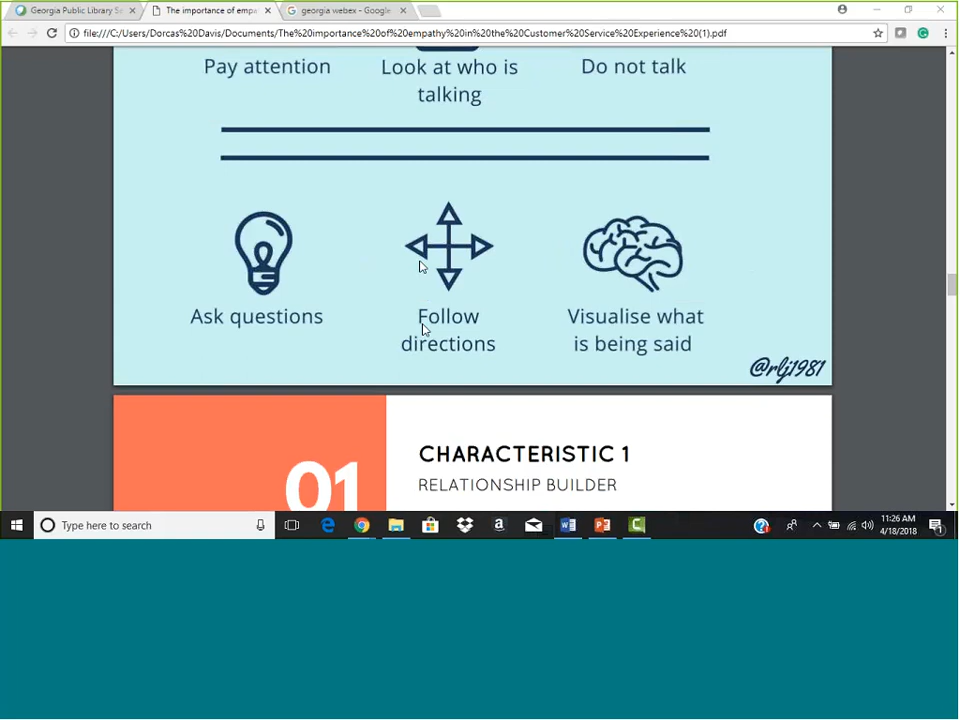 Georgia Public Library Se
The importance of empa
georgia webex - Google
file:///C:/Users/Dorcas%20Davis/Documents/The%20importance%20of%20empathy%20in%20the%20Customer%20Service%20Experience%20(1).pdf
Pay attention
Look at who is
talking
Do not talk
Ask questions
Follow
directions
Visualise what
is being said
@rlj1981
01
CHARACTERISTIC 1
RELATIONSHIP BUILDER
Type here to search
11:26 AM
4/18/2018